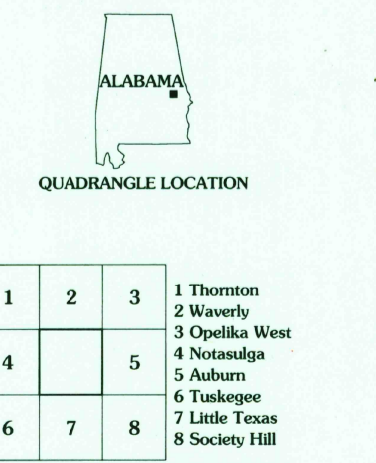 ALABAMA
QUADRANGLE LOCATION
1 2 3
4 5
6 7 8
1 Thornton
2 Waverly
3 Opelika West
4 Notasulga
5 Auburn
6 Tuskegee
7 Little Texas
8 Society Hill